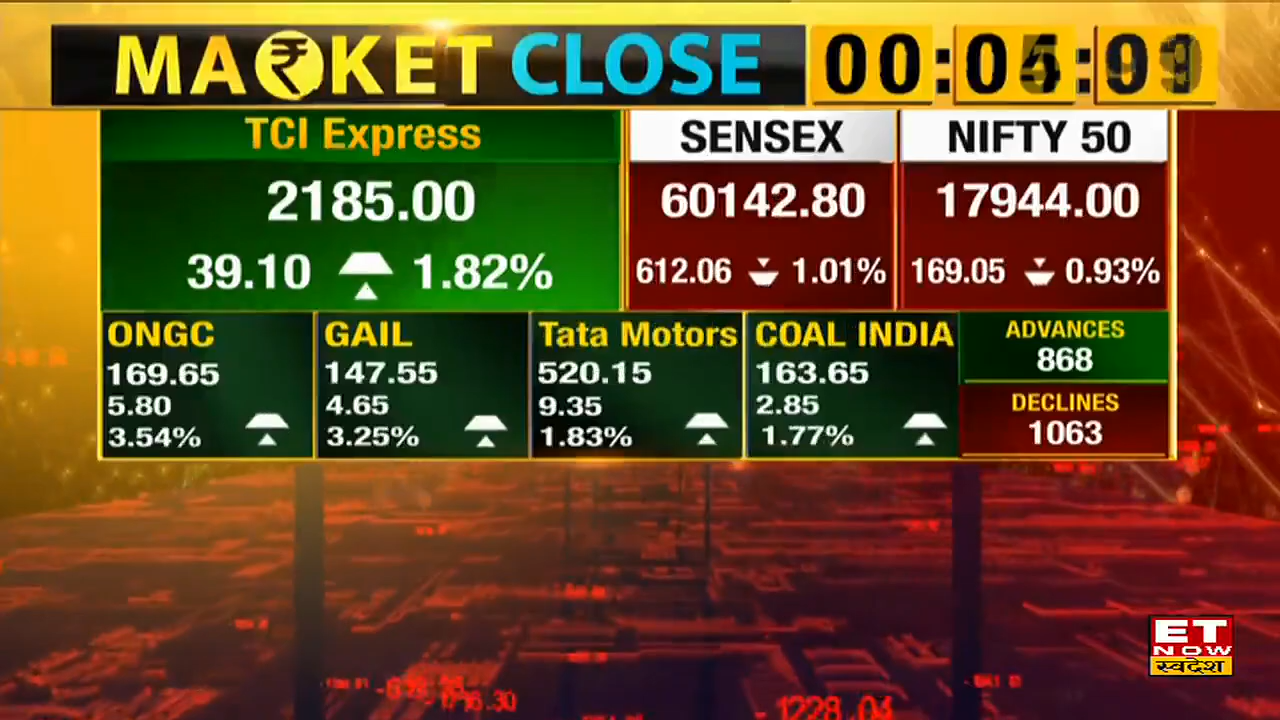 MA₹KET CLOSE
TCI Express
2185.00
39.10 1.82%
SENSEX
60142.80
612.06 1.01%
NIFTY 50
17944.00
169.05 0.93%
ONGC
169.65
5.80
3.54%
GAIL
147.55
4.65
3.25%
Tata Motors
520.15
9.35
1.83%
COAL INDIA
163.65
2.85
1.77%
ADVANCES
868
DECLINES
1063
ET
NOW
स्वदेश